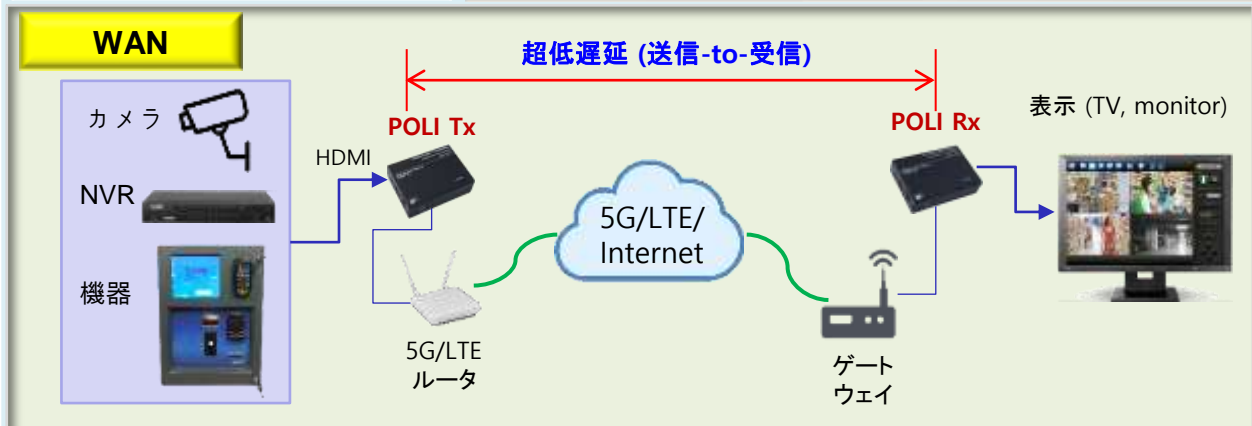 WAN
超低遅延 (送信-to-受信)
カメラ
NVR
機器
HDMI
POLI Tx
5G/LTE
ルータ
5G/LTE/
Internet
POLI Rx
ゲート
ウェイ
表示 (TV, monitor)